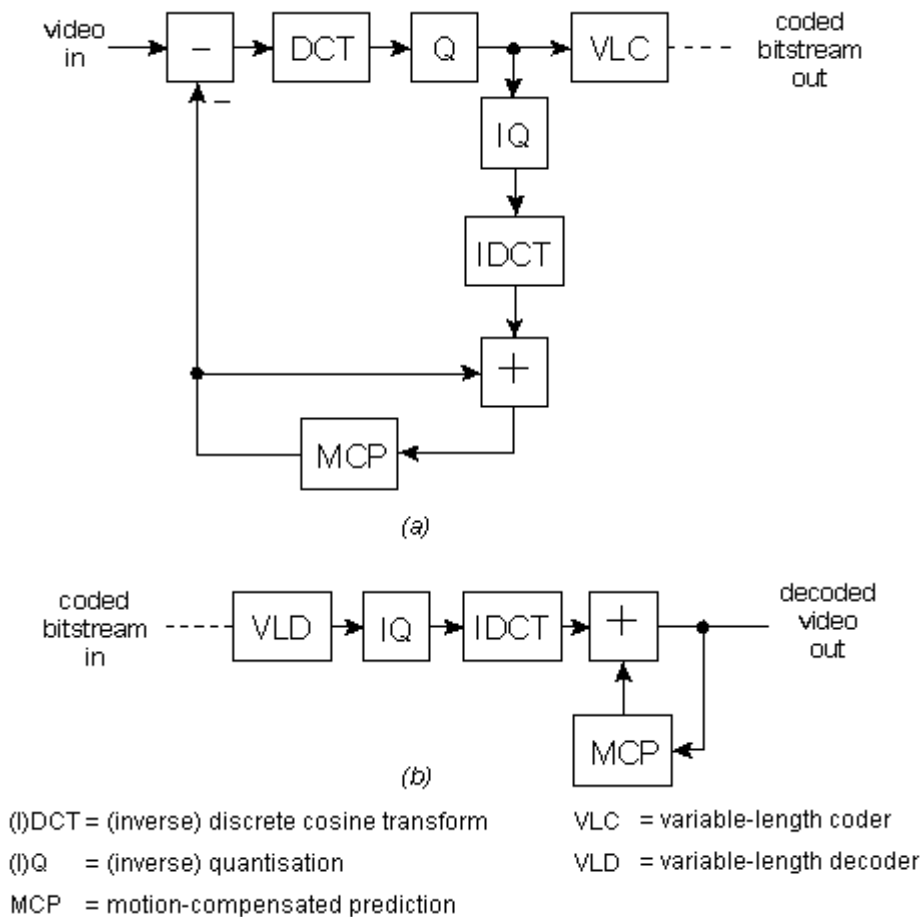 video
in
−
DCT
Q
VLC
coded
bitstream
out
−
IQ
IDCT
+
MCP
(a)
coded
bitstream
in
VLD
IQ
IDCT
+
decoded
video
out
MCP
(b)
(I)DCT = (inverse) discrete cosine transform
VLC = variable-length coder
(I)Q = (inverse) quantisation
VLD = variable-length decoder
MCP = motion-compensated prediction